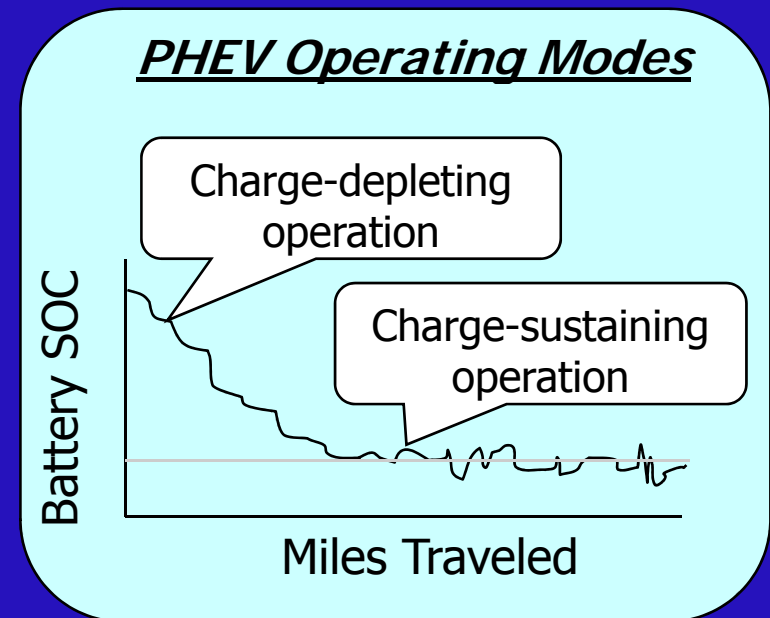 PHEV Operating Modes
Charge-depleting
operation
Charge-sustaining
operation
Battery SOC
Miles Traveled